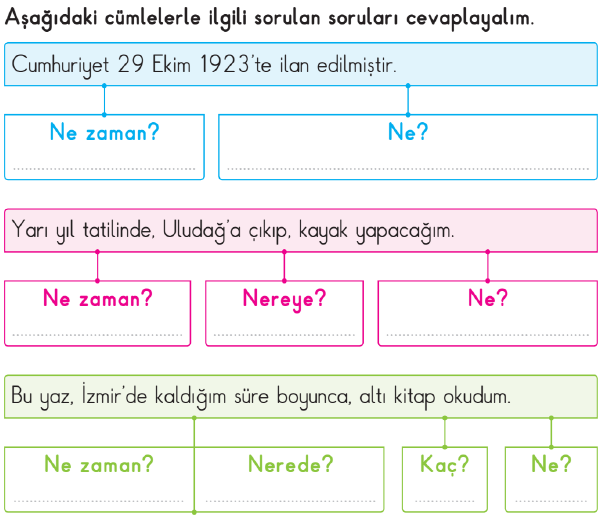 Aşağıdaki cümlelerle ilgili sorulan soruları cevaplayalım.
Cumhuriyet 29 Ekim 1923'te ilan edilmiştir.
Ne zaman?
Ne?
Yarı yıl tatilinde, Uludağ'a çıkıp, kayak yapacağım.
Ne zaman?
Nereye?
Ne?
Bu yaz, İzmir'de kaldığım süre boyunca, altı kitap okudum.
Ne zaman?
Nerede?
Kaç?
Ne?